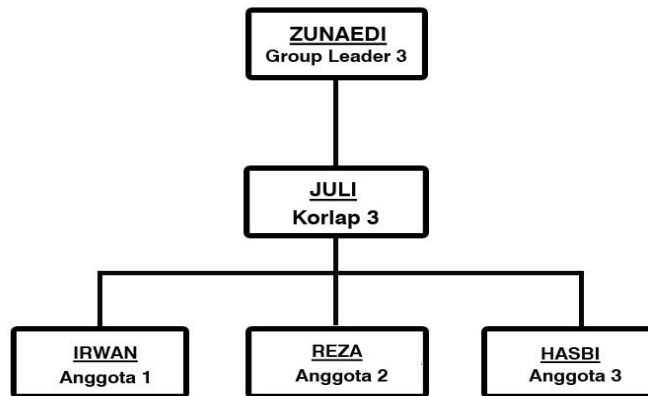 ZUNAEDI
Group Leader 3
JULI
Korlap 3
IRWAN
Anggota 1
REZA
Anggota 2
HASBI
Anggota 3